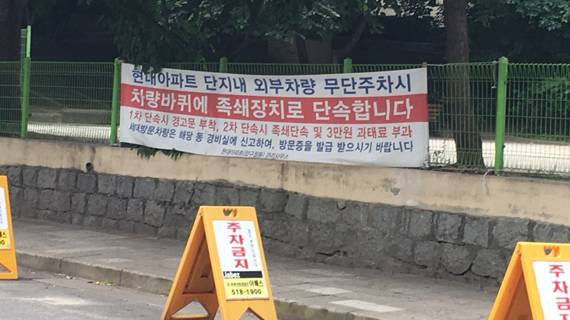 현대아파트 단지내 외부차량 무단주차시
차량바퀴에 족쇄장치로 단속합니다
1차 단속시 경고문 부착, 2차 단속시 족쇄단속 및 3만원 과태료 부과
세대방문차량은 해당 동 경비실에 신고하여, 방문증을 발급 받으시기 바랍니다
주차금지
Jabez
518-1900
주차금지